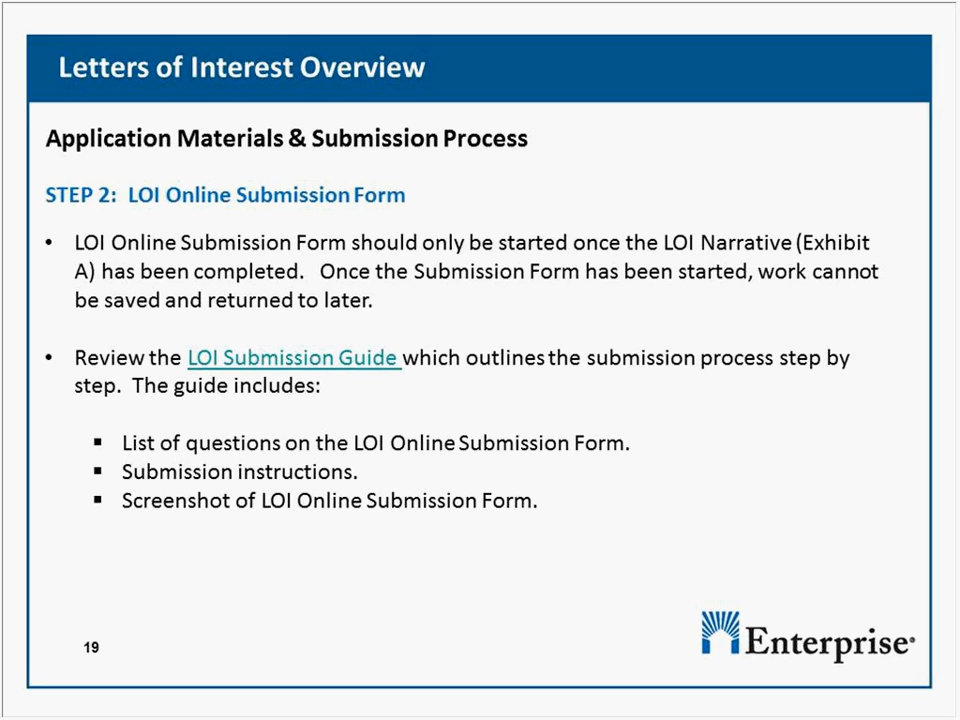 Letters of Interest Overview
Application Materials & Submission Process
STEP 2: LOI Online Submission Form
• LOI Online Submission Form should only be started once the LOI Narrative (Exhibit
A) has been completed. Once the Submission Form has been started, work cannot
be saved and returned to later.
• Review the LOI Submission Guide which outlines the submission process step by
step. The guide includes:
▪ List of questions on the LOI Online Submission Form.
▪ Submission instructions.
▪ Screenshot of LOI Online Submission Form.
19
Enterprise®